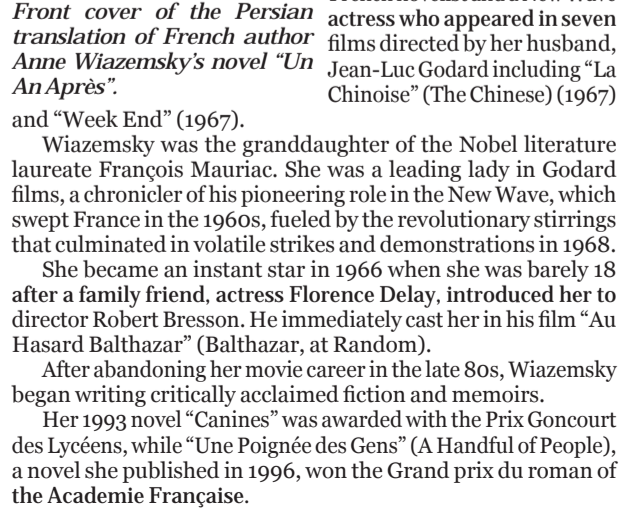 Front cover of the Persian
translation of French author
Anne Wiazemsky's novel "Un
An Après".
actress who appeared in seven
films directed by her husband,
Jean-Luc Godard including "La
Chinoise" (The Chinese) (1967)
and "Week End" (1967).
Wiazemsky was the granddaughter of the Nobel literature
laureate François Mauriac. She was a leading lady in Godard
films, a chronicler of his pioneering role in the New Wave, which
swept France in the 1960s, fueled by the revolutionary stirrings
that culminated in volatile strikes and demonstrations in 1968.
She became an instant star in 1966 when she was barely 18
after a family friend, actress Florence Delay, introduced her to
director Robert Bresson. He immediately cast her in his film "Au
Hasard Balthazar" (Balthazar, at Random).
After abandoning her movie career in the late 80s, Wiazemsky
began writing critically acclaimed fiction and memoirs.
Her 1993 novel "Canines" was awarded with the Prix Goncourt
des Lycéens, while "Une Poignée des Gens" (A Handful of People),
a novel she published in 1996, won the Grand prix du roman of
the Academie Française.